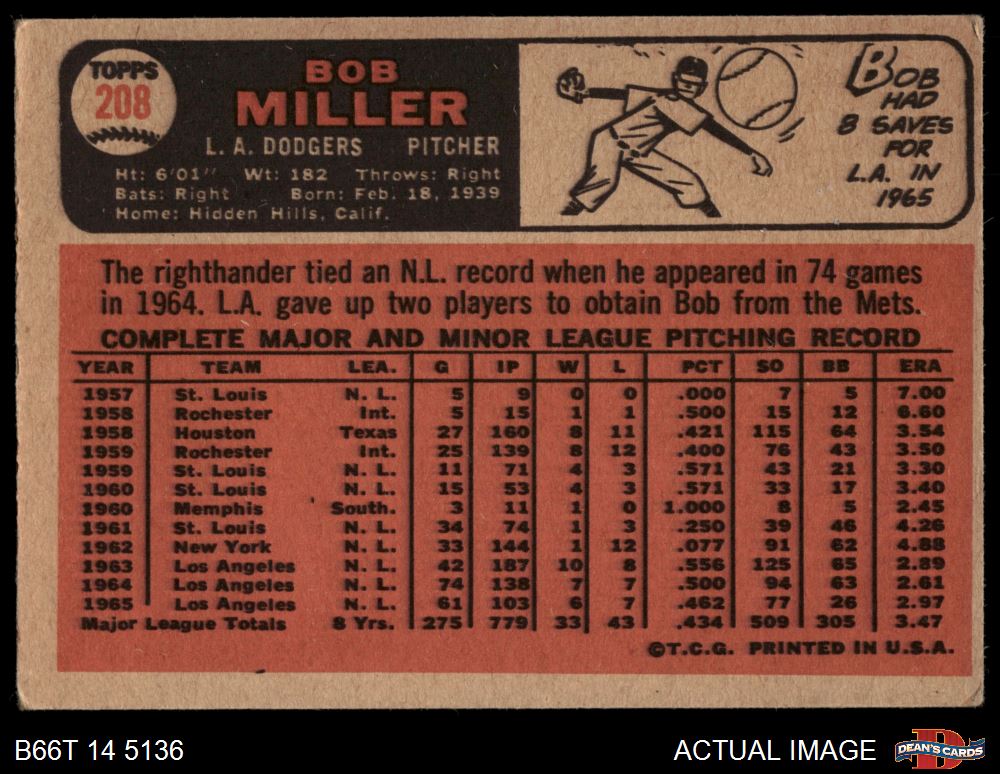 TOPPS
208
BOB
MILLER
L. A. DODGERS PITCHER
Ht: 6'01" Wt: 182 Throws: Right
Bats: Right Born: Feb. 18, 1939
Home: Hidden Hills, Calif.
BOB
HAD
8 SAVES
FOR
L.A. IN
1965
The righthander tied an N.L. record when he appeared in 74 games
in 1964. L.A. gave up two players to obtain Bob from the Mets.
COMPLETE MAJOR AND MINOR LEAGUE PITCHING RECORD
YEAR TEAM LEA. G IP W L PCT SO BB ERA
1957 St. Louis N. L. 5 9 0 0 .000 7 5 7.00
1958 Rochester Int. 5 15 1 1 .500 15 12 6.60
1958 Houston Texas 27 160 8 11 .421 115 64 3.54
1959 Rochester Int. 25 139 8 12 .400 76 43 3.50
1959 St. Louis N. L. 11 71 4 3 .571 43 21 3.30
1960 St. Louis N. L. 15 53 4 3 .571 33 17 3.40
1960 Memphis South. 3 11 1 0 1.000 8 5 2.45
1961 St. Louis N. L. 34 74 1 3 .250 39 46 4.26
1962 New York N. L. 33 144 1 12 .077 91 62 4.88
1963 Los Angeles N. L. 42 187 10 8 .556 125 65 2.89
1964 Los Angeles N. L. 74 138 7 7 .500 94 63 2.61
1965 Los Angeles N. L. 61 103 6 7 .462 77 26 2.97
Major League Totals 8 Yrs. 275 779 33 43 .434 509 305 3.47
©T.C.G. PRINTED IN U.S.A.
B66T 14 5136 ACTUAL IMAGE
D
DEAN'S CARDS